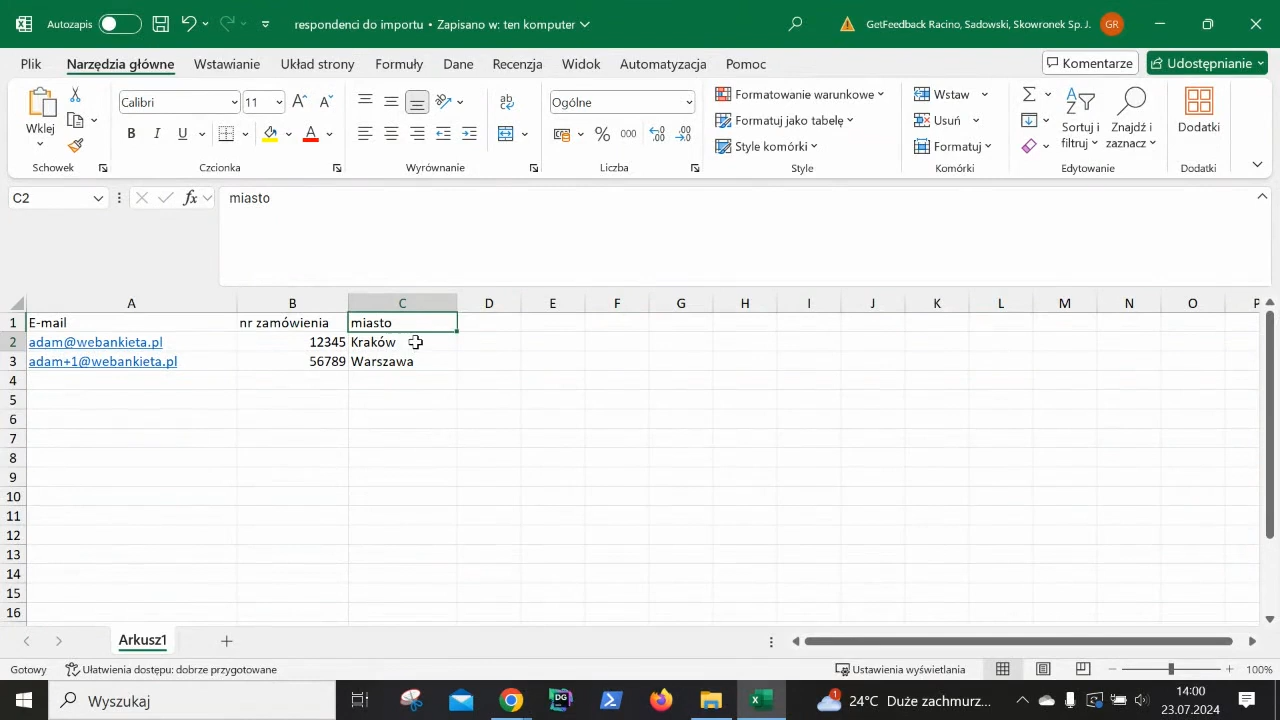 Autozapis respondenci do importu • Zapisano w: ten komputer GetFeedback Racino, Sadowski, Skowronek Sp. J. GR
Plik Narzędzia główne Wstawianie Układ strony Formuły Dane Recenzja Widok Automatyzacja Pomoc Komentarze Udostępnianie
Wklej Calibri 11 Ogólne Formatowanie warunkowe Wstaw Sortuj i filtruj Znajdź i zaznacz Dodatki
B I U A ab % 000 Formatuj jako tabelę Usuń
Style komórki Formatuj
Schowek Czcionka Wyrównanie Liczba Style Komórki Edytowanie Dodatki
C2 fx miasto
A B C D E F G H I J K L M N O P
1 E-mail nr zamówienia miasto
2 adam@webankieta.pl 12345 Kraków
3 adam+1@webankieta.pl 56789 Warszawa
4
5
6
7
8
9
10
11
12
13
14
15
16
Arkusz1
Gotowy Ułatwienia dostępu: dobrze przygotowane Ustawienia wyświetlania 100%
Wyszukaj DG 1 24°C Duże zachmurz... 14:00
23.07.2024